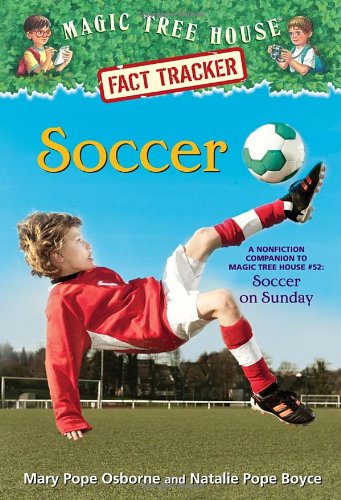 MAGIC TREE HOUSE
FACT TRACKER
Soccer
A NONFICTION
COMPANION TO
MAGIC TREE HOUSE #52:
Soccer
on Sunday
Mary Pope Osborne and Natalie Pope Boyce